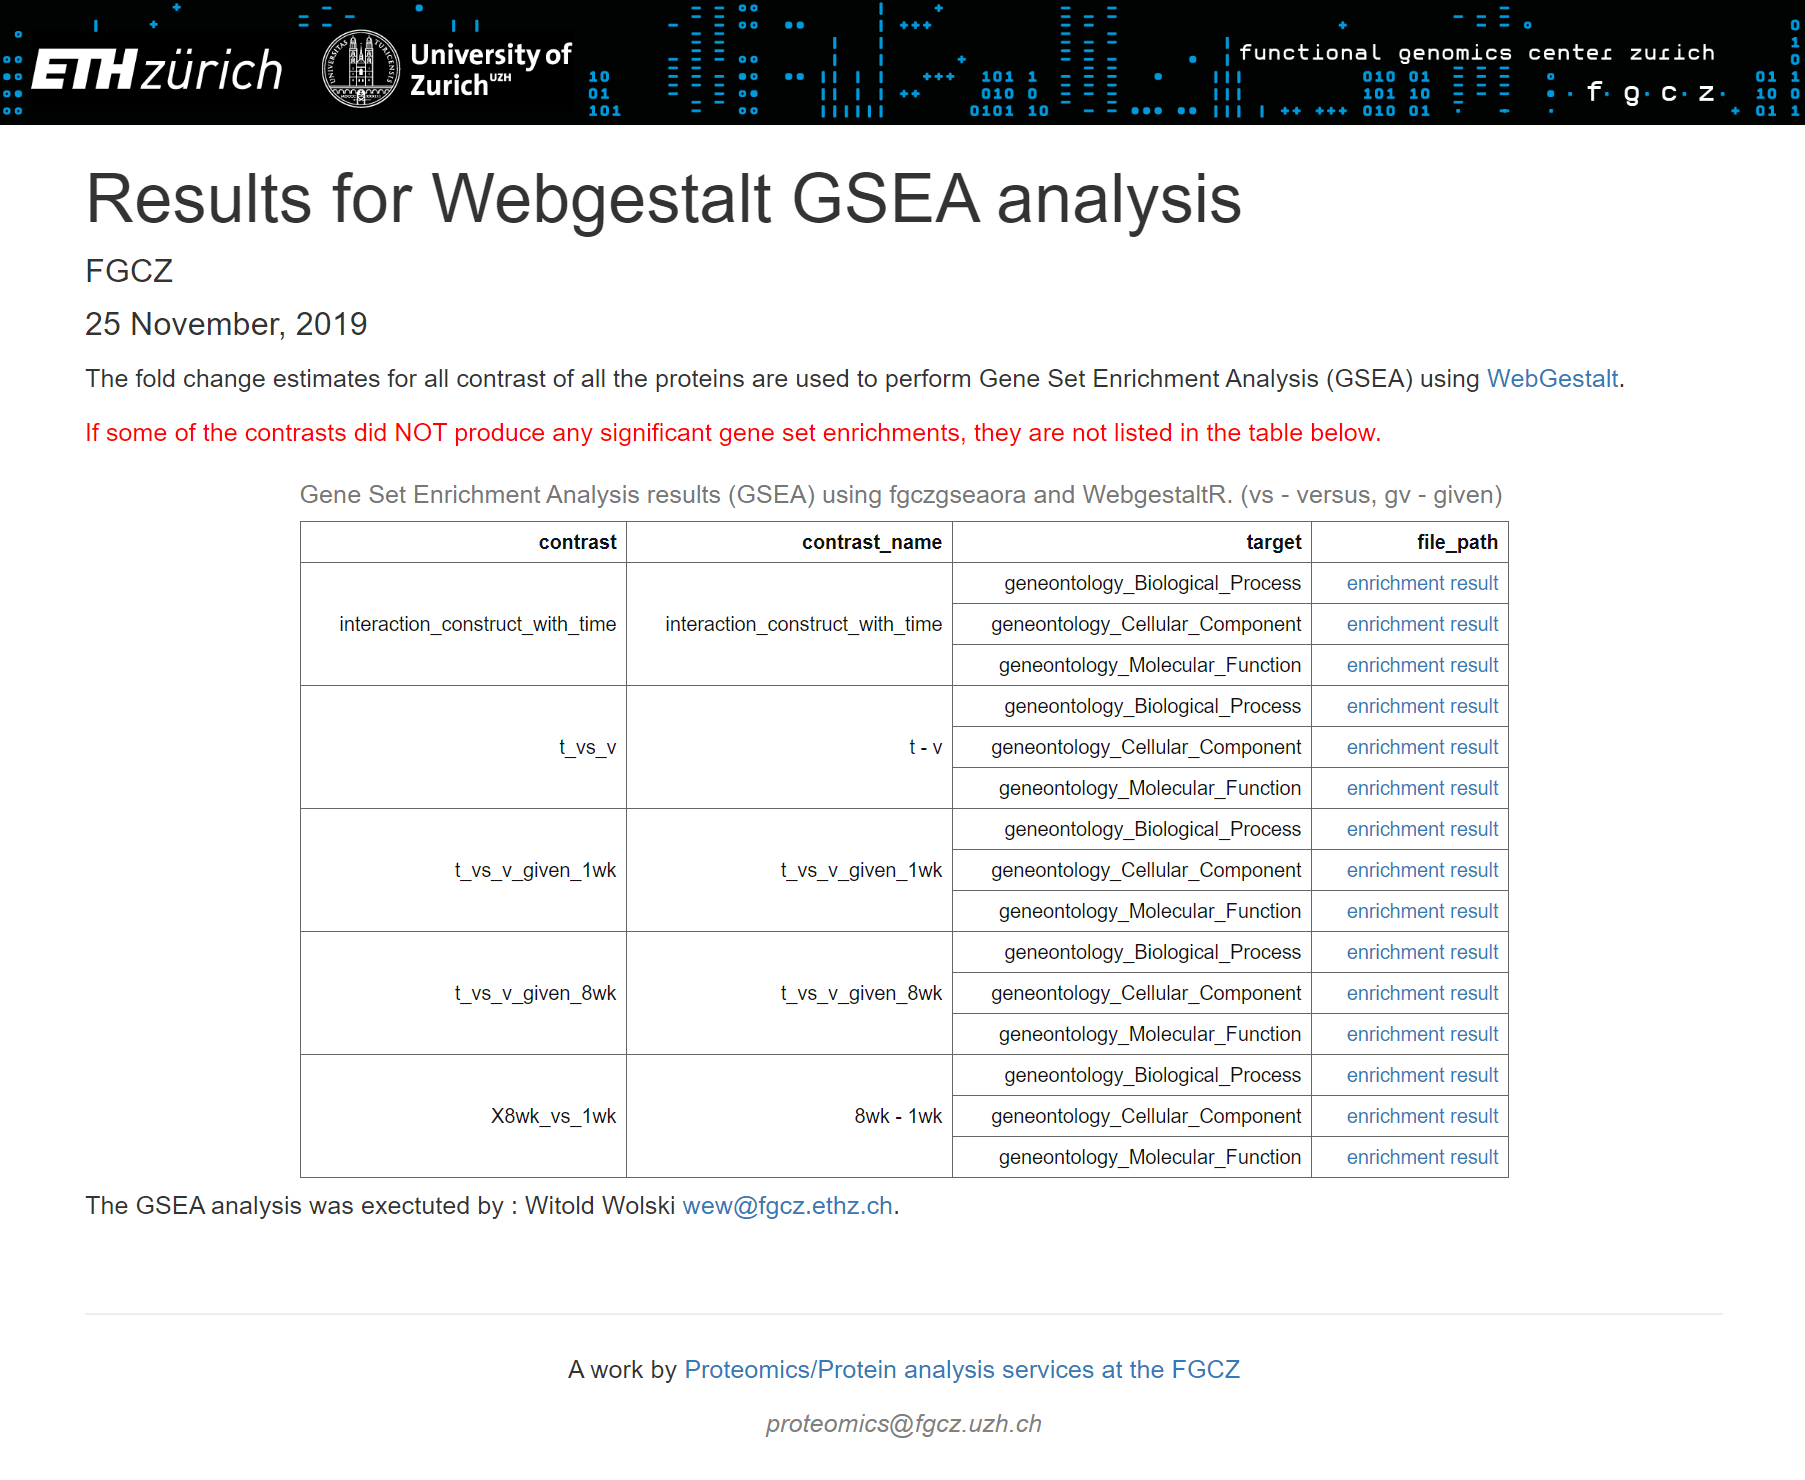 ETH zürich
University of
Zurich UZH
functional genomics center zurich
f · g · c · z ·
Results for Webgestalt GSEA analysis
FGCZ
25 November, 2019
The fold change estimates for all contrast of all the proteins are used to perform Gene Set Enrichment Analysis (GSEA) using WebGestalt.
If some of the contrasts did NOT produce any significant gene set enrichments, they are not listed in the table below.
Gene Set Enrichment Analysis results (GSEA) using fgczgseaora and WebgestaltR. (vs - versus, gv - given)
contrast contrast_name target file_path
geneontology_Biological_Process enrichment result
interaction_construct_with_time interaction_construct_with_time geneontology_Cellular_Component enrichment result
geneontology_Molecular_Function enrichment result
geneontology_Biological_Process enrichment result
t_vs_v t - v geneontology_Cellular_Component enrichment result
geneontology_Molecular_Function enrichment result
geneontology_Biological_Process enrichment result
t_vs_v_given_1wk t_vs_v_given_1wk geneontology_Cellular_Component enrichment result
geneontology_Molecular_Function enrichment result
geneontology_Biological_Process enrichment result
t_vs_v_given_8wk t_vs_v_given_8wk geneontology_Cellular_Component enrichment result
geneontology_Molecular_Function enrichment result
geneontology_Biological_Process enrichment result
X8wk_vs_1wk 8wk - 1wk geneontology_Cellular_Component enrichment result
geneontology_Molecular_Function enrichment result
The GSEA analysis was exectuted by : Witold Wolski wew@fgcz.ethz.ch.
A work by Proteomics/Protein analysis services at the FGCZ
proteomics@fgcz.uzh.ch